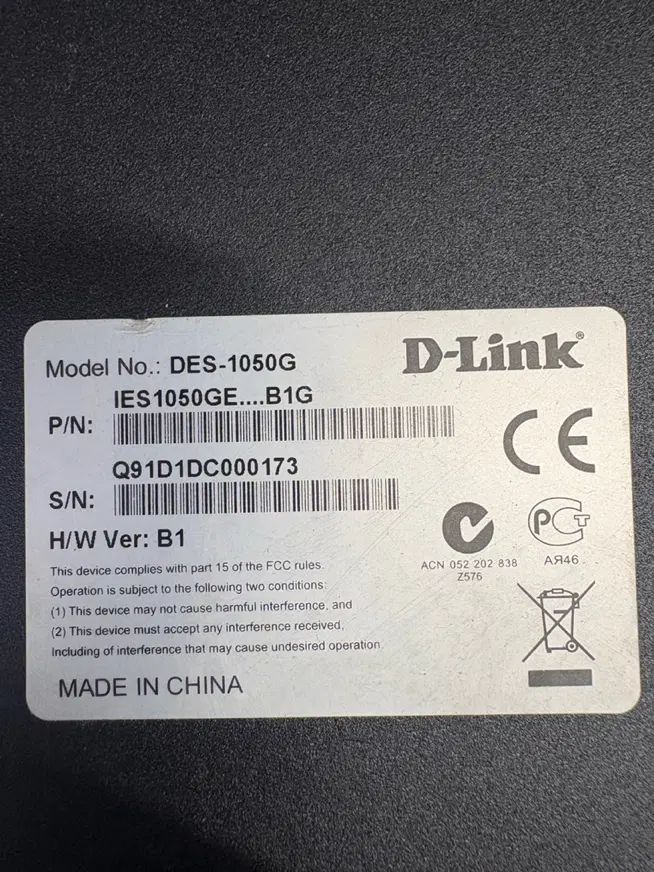 Model No.: DES-1050G
D-Link®
IES1050GE....B1G
P/N:
Q91D1DC000173
S/N:
H/W Ver: B1
CE
PCT
ACN 052 202 838
Z576
АЯ46
This device complies with part 15 of the FCC rules.
Operation is subject to the following two conditions:
(1) This device may not cause harmful interference, and
(2) This device must accept any interference received,
Including of interference that may cause undesired operation.
MADE IN CHINA